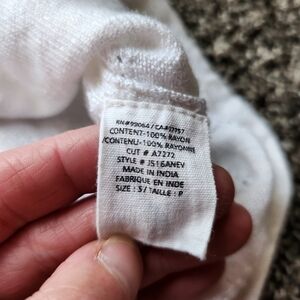 RN#99064/CA#17757
CONTENT-100% RAYON
/CONTENU-100% RAYONNE
CUT # A7272
STYLE # JS16ANEV
MADE IN INDIA
FABRIQUE EN INDE
SIZE : S / TAILLE : P